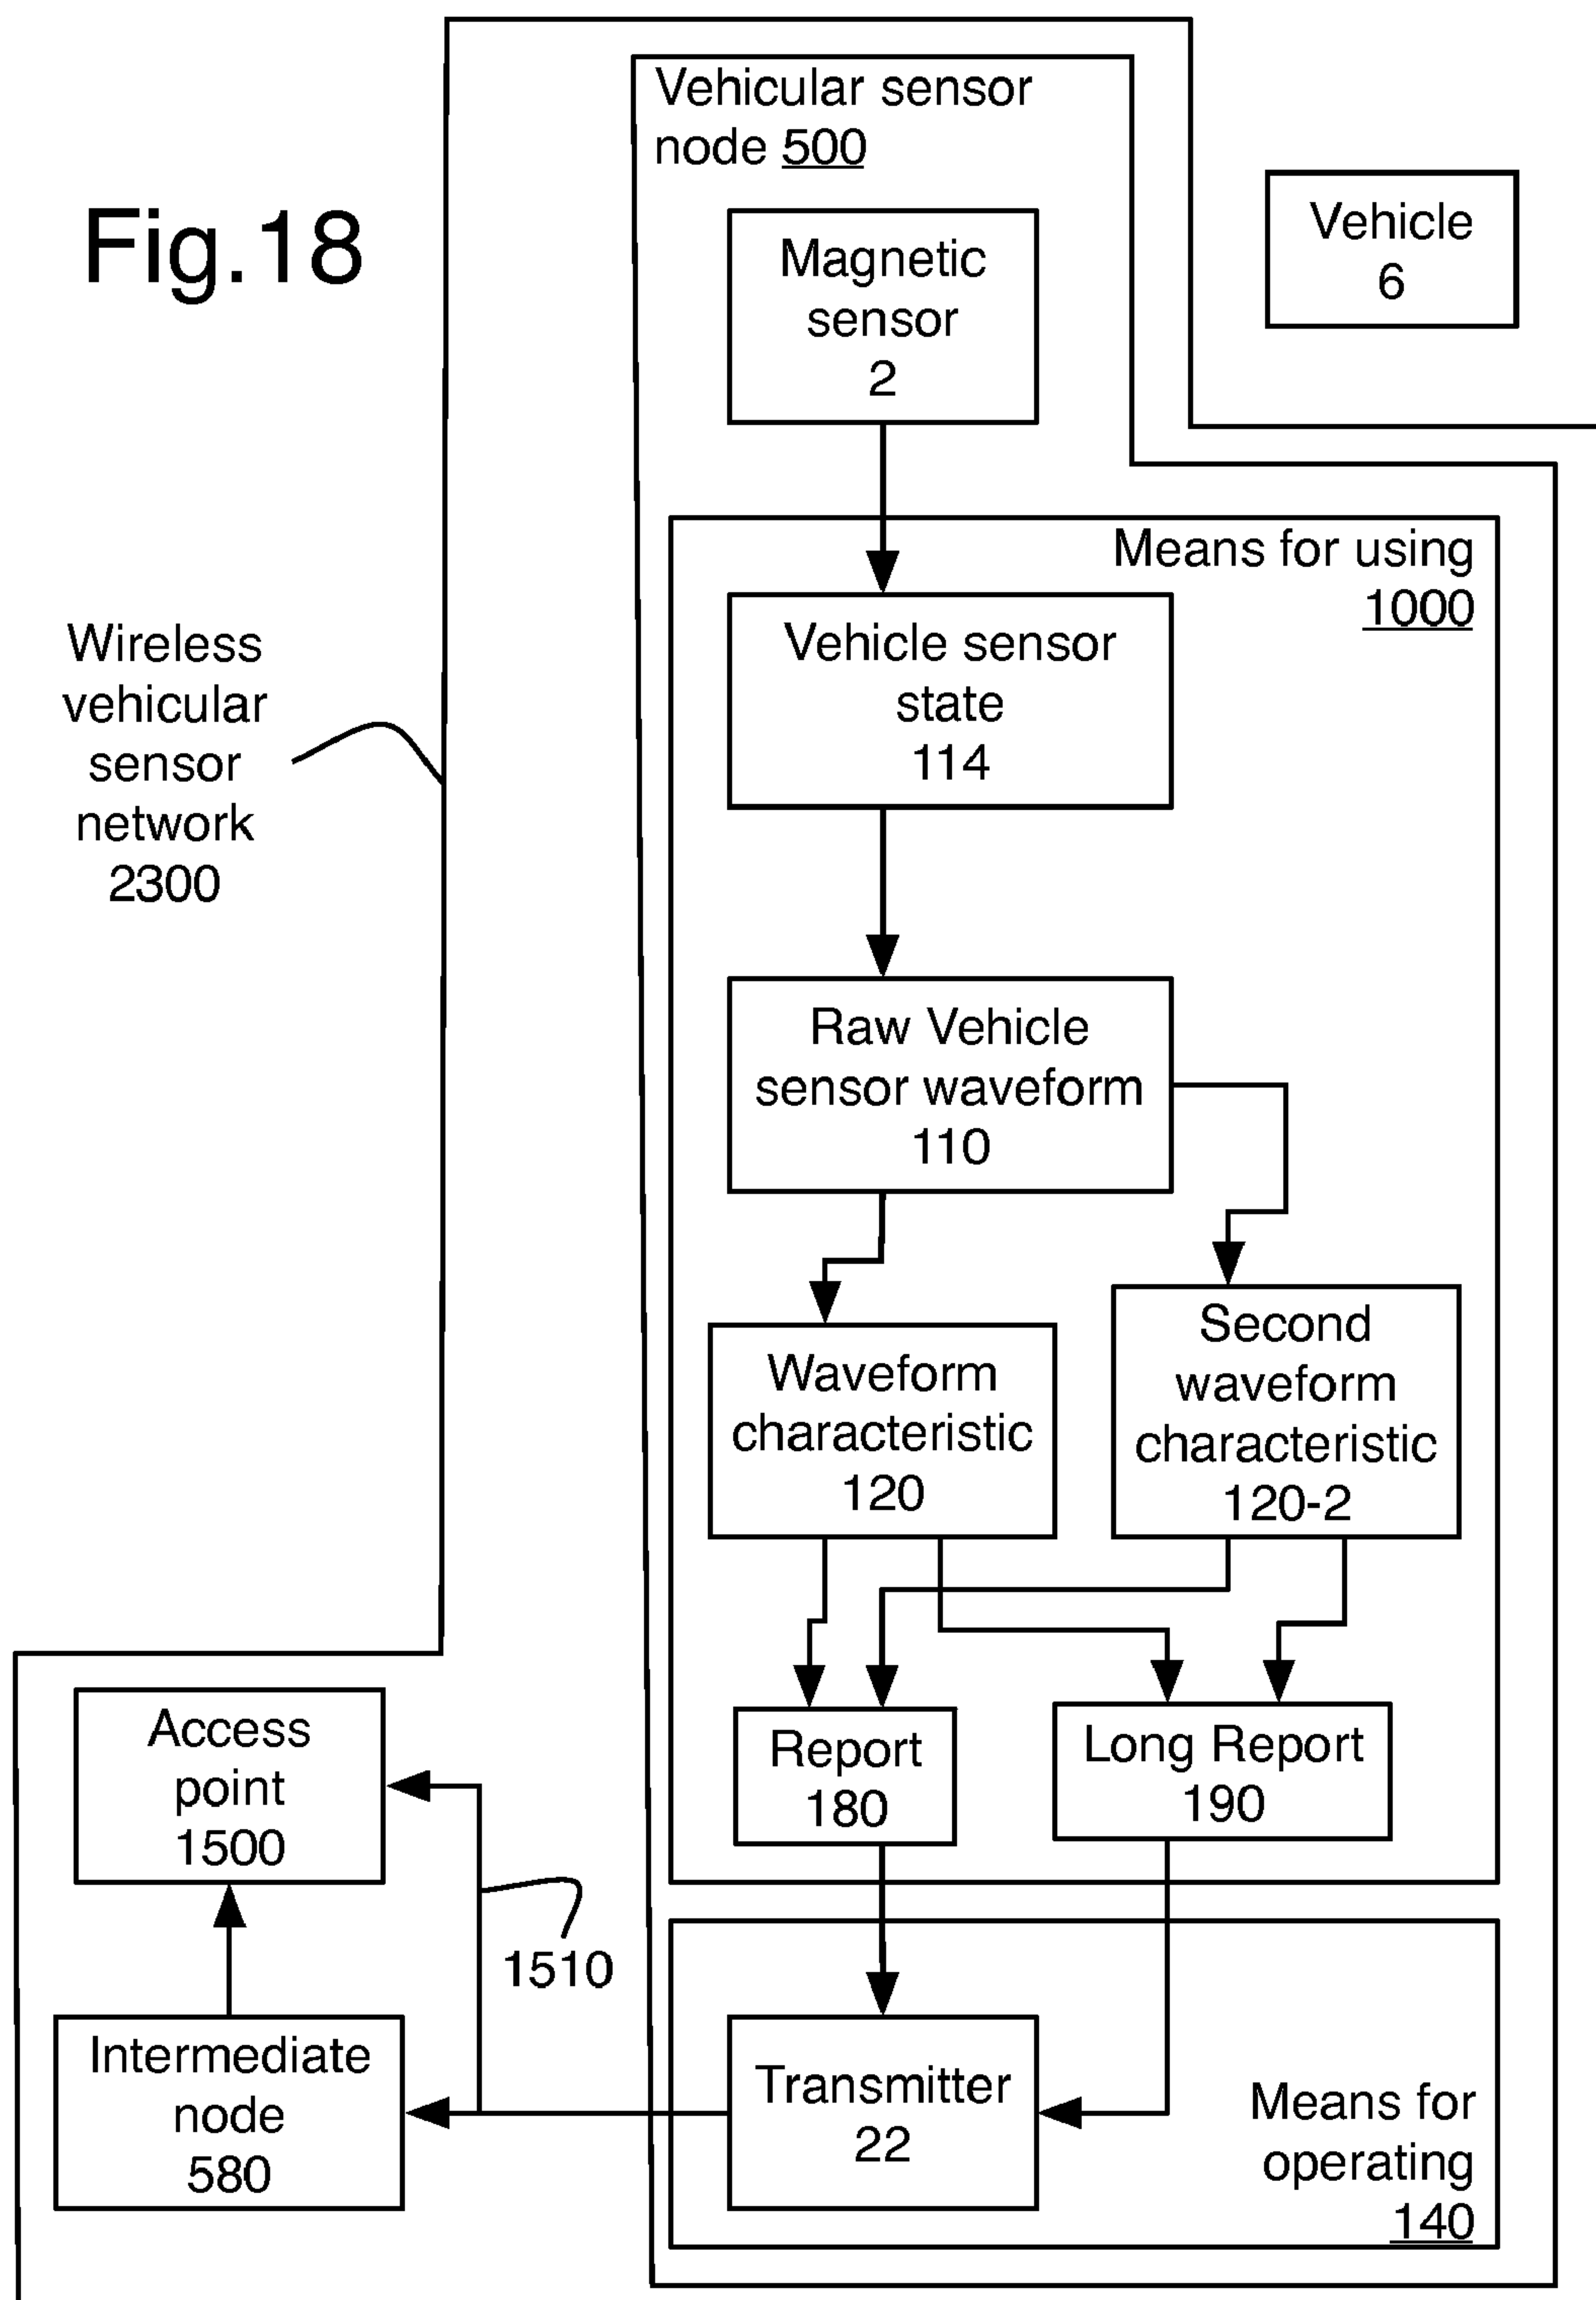 Fig.18
Vehicular sensor
node 500
Vehicle
6
Magnetic
sensor
2
Means for using
1000
Vehicle sensor
state
114
Wireless
vehicular
sensor
network
2300
Raw Vehicle
sensor waveform
110
Waveform
characteristic
120
Second
waveform
characteristic
120-2
Report
180
Long Report
190
Access
point
1500
1510
Intermediate
node
580
Transmitter
22
Means for
operating
140